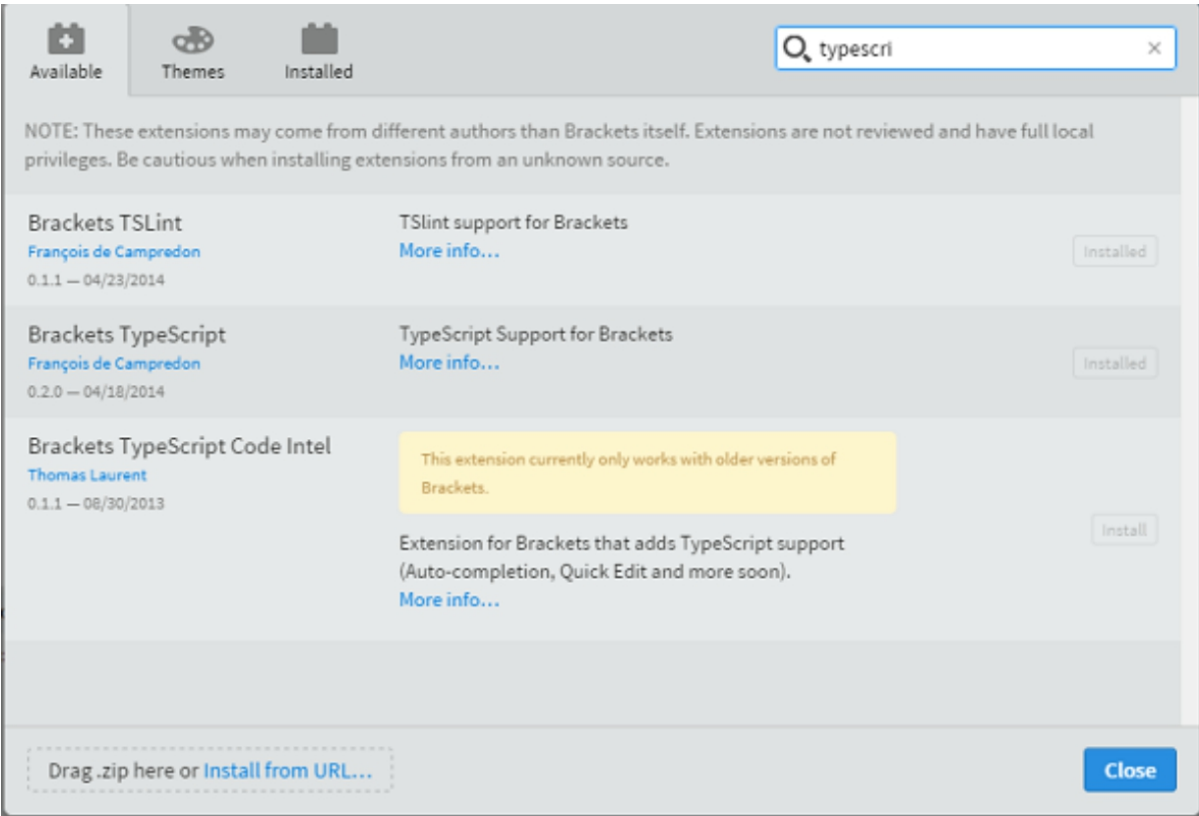 Available
Themes
Installed
typescri
NOTE: These extensions may come from different authors than Brackets itself. Extensions are not reviewed and have full local
privileges. Be cautious when installing extensions from an unknown source.
Brackets TSLint
François de Campredon
0.1.1 — 04/23/2014
TSlint support for Brackets
More info...
Installed
Brackets TypeScript
François de Campredon
0.2.0 — 04/18/2014
TypeScript Support for Brackets
More info...
Installed
Brackets TypeScript Code Intel
Thomas Laurent
0.1.1 — 08/30/2013
This extension currently only works with older versions of
Brackets.
Extension for Brackets that adds TypeScript support
(Auto-completion, Quick Edit and more soon).
More info...
Install
Drag .zip here or Install from URL...
Close